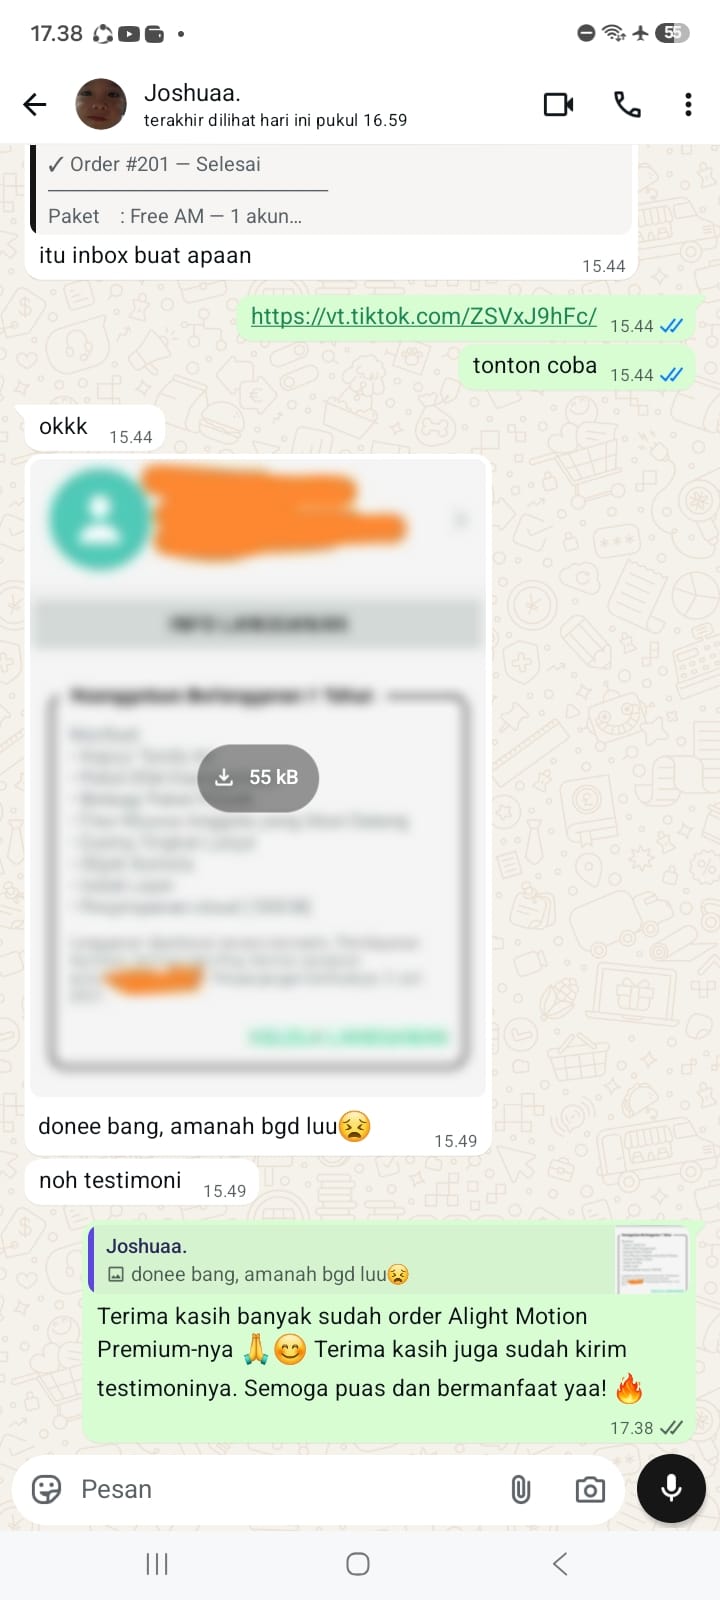 17.38
55
Joshuaa.
terakhir dilihat hari ini pukul 16.59
✓ Order #201 — Selesai
Paket : Free AM — 1 akun...
itu inbox buat apaan
15.44
https://vt.tiktok.com/ZSVxJ9hFc/
15.44
tonton coba
15.44
okkk
15.44
INFO LANGGANAN
55 kB
donee bang, amanah bgd luu😣
15.49
noh testimoni
15.49
Joshuaa.
donee bang, amanah bgd luu😣
Terima kasih banyak sudah order Alight Motion
Premium-nya 🙏😊 Terima kasih juga sudah kirim
testimoninya. Semoga puas dan bermanfaat yaa! 🔥
17.38
Pesan